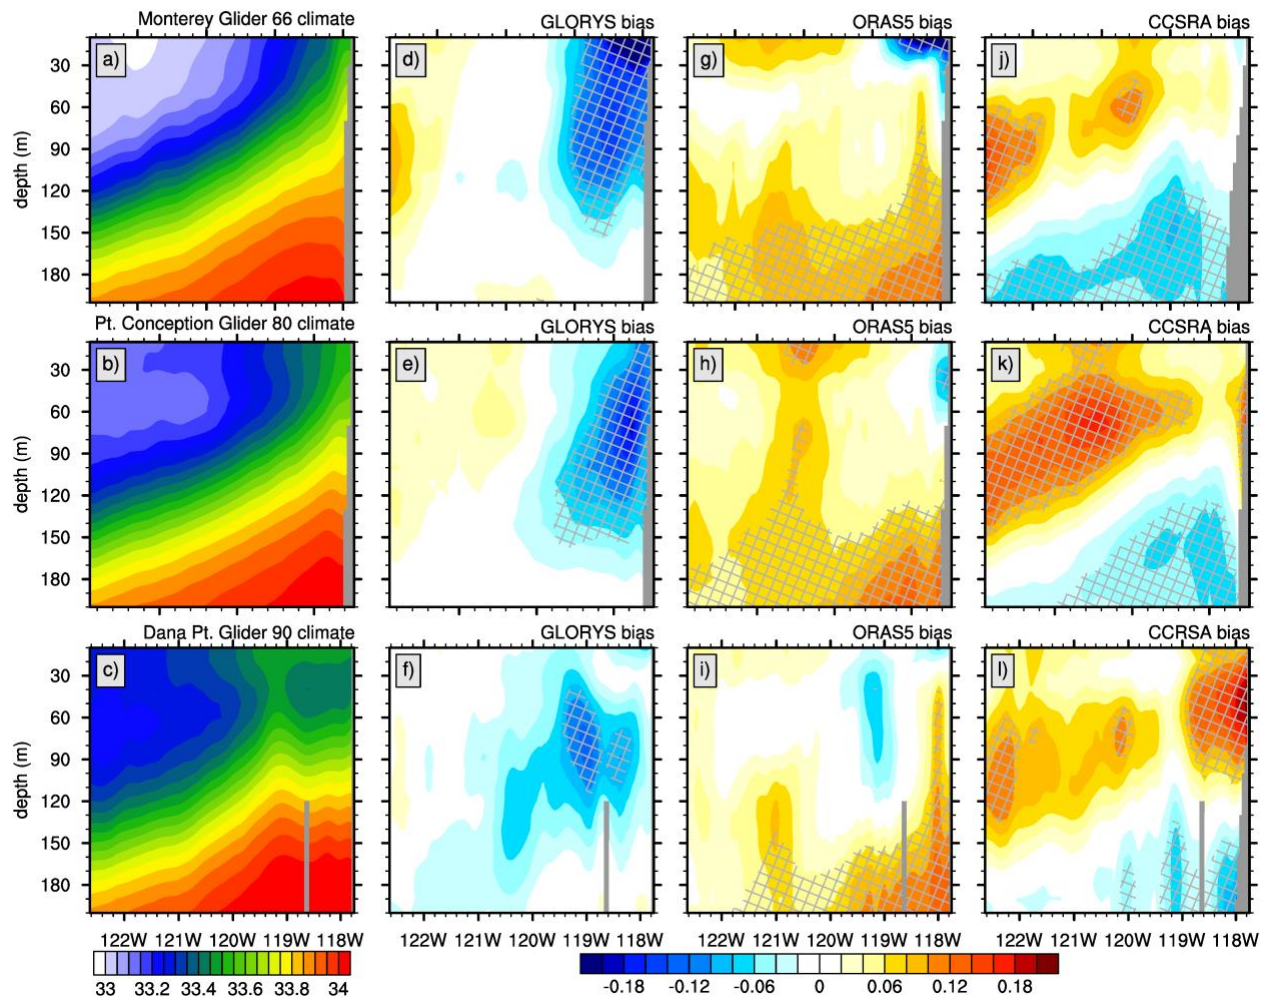 Monterey Glider 66 climate GLORYS bias ORAS5 bias CCSRA bias
a) d) g) j)
30
60
90
120
150
180
depth (m)
Pt. Conception Glider 80 climate GLORYS bias ORAS5 bias CCSRA bias
b) e) h) k)
30
60
90
120
150
180
depth (m)
Dana Pt. Glider 90 climate GLORYS bias ORAS5 bias CCRSA bias
c) f) i) l)
30
60
90
120
150
180
depth (m)
122W 121W 120W 119W 118W 122W 121W 120W 119W 118W 122W 121W 120W 119W 118W 122W 121W 120W 119W 118W
33 33.2 33.4 33.6 33.8 34
-0.18 -0.12 -0.06 0 0.06 0.12 0.18